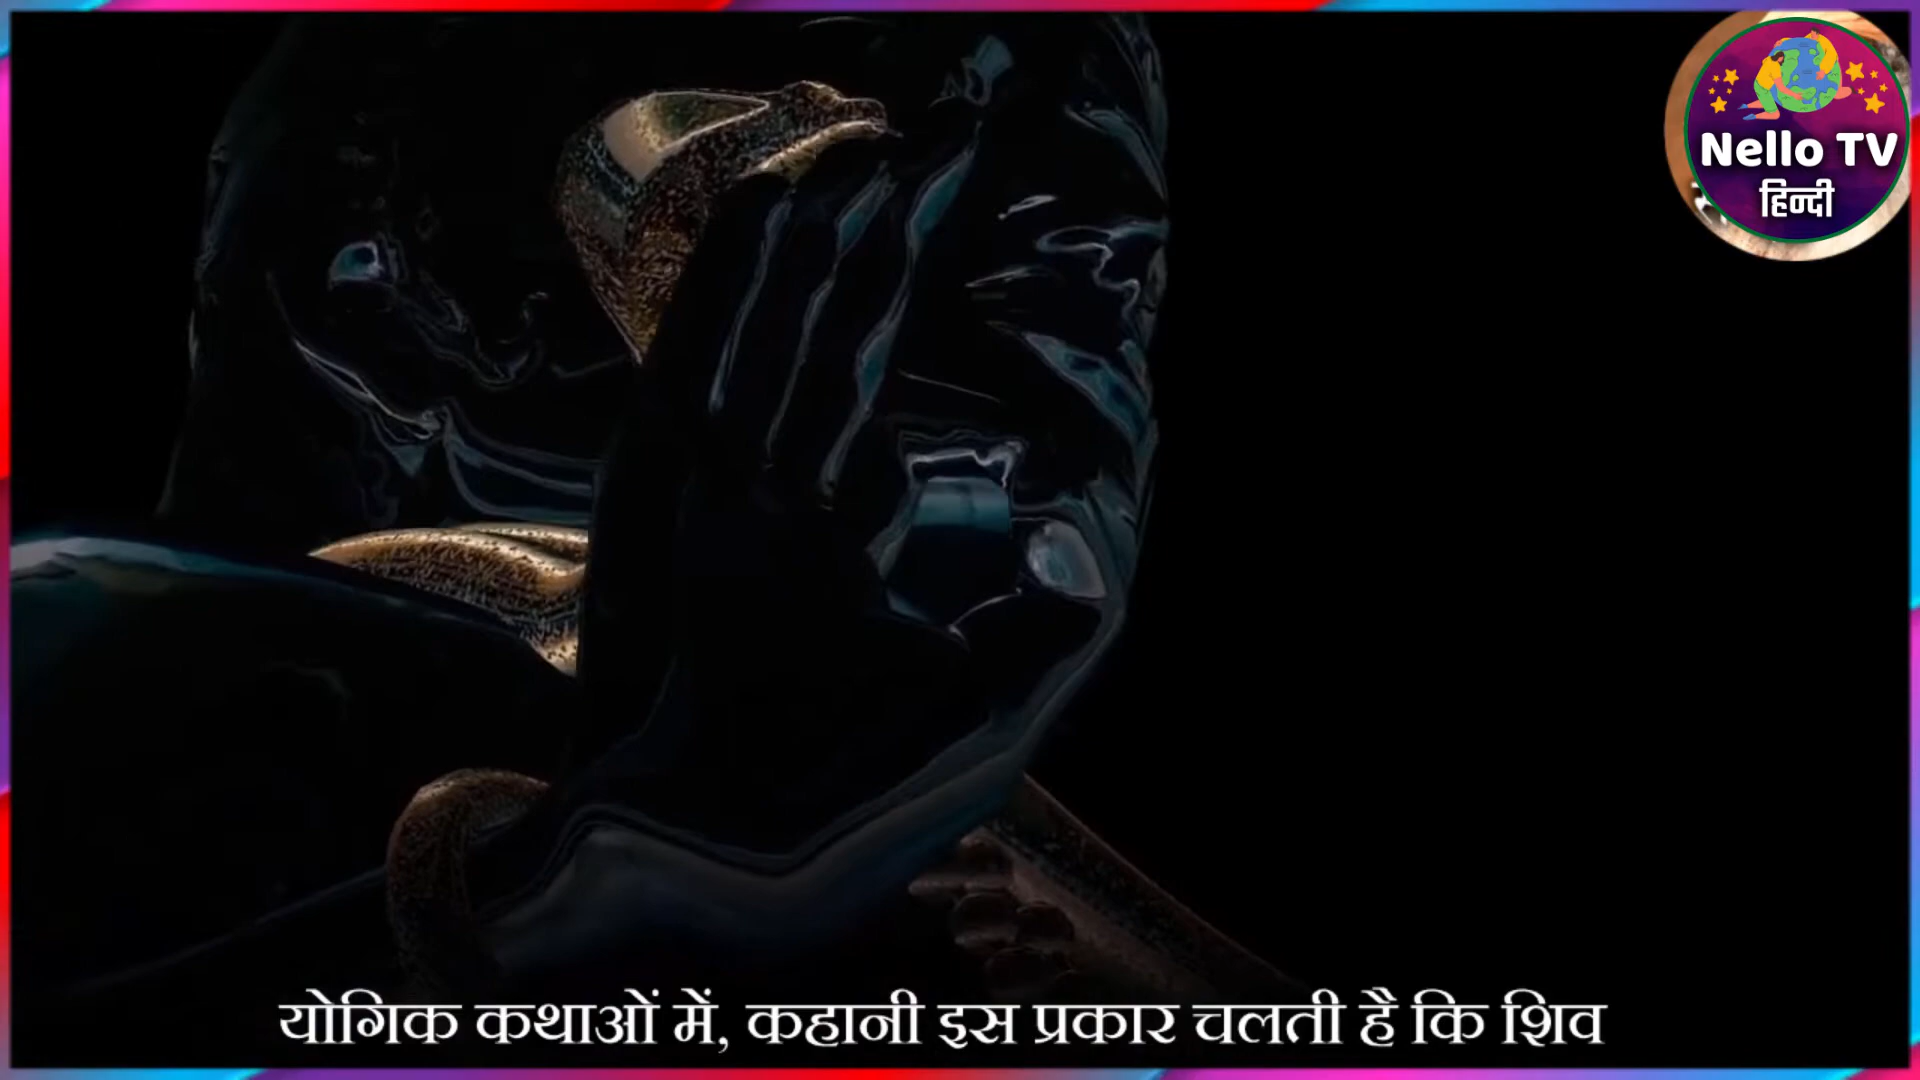 Nello TV
हिन्दी
योगिक कथाओं में, कहानी इस प्रकार चलती है कि शिव